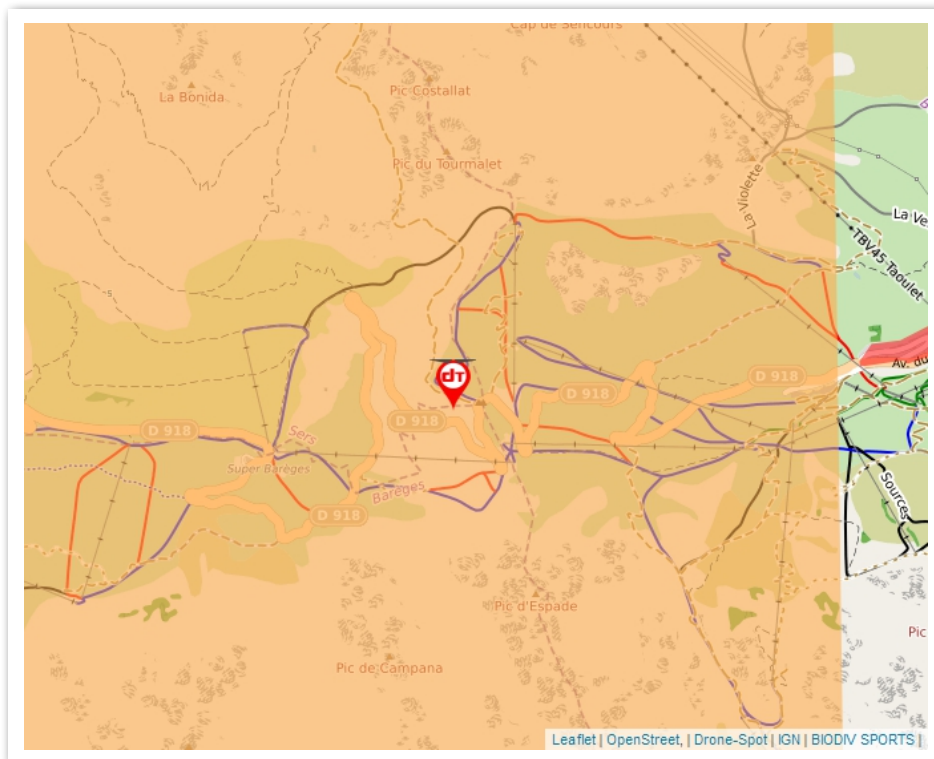 Cap de Sencours
La Bonida
Pic Costallat
Pic du Tourmalet
La Violette
La Ve
TBV45 Taoulet
Av. du
5
dT
D 918
D 918
D 918
D 918
D 918
Sers
Super Barèges
Barèges
Sources
Pic d'Espade
Pic
Pic de Campana
Leaflet | OpenStreet, | Drone-Spot | IGN | BIODIV SPORTS |